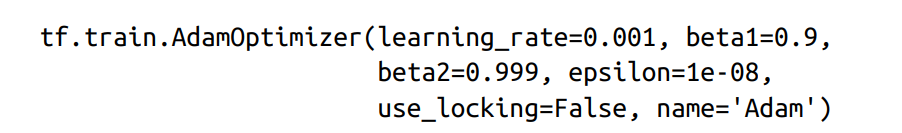 tf.train.AdamOptimizer(learning_rate=0.001, beta1=0.9,
beta2=0.999, epsilon=1e-08,
use_locking=False, name='Adam')